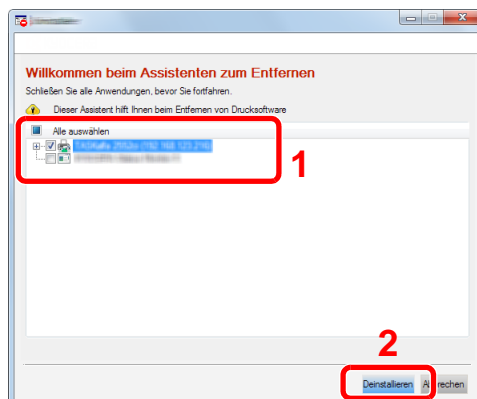 Willkommen beim Assistenten zum Entfernen
Schließen Sie alle Anwendungen, bevor Sie fortfahren.
Dieser Assistent hilft Ihnen beim Entfernen von Drucksoftware
Alle auswählen
1
2
Deinstallieren